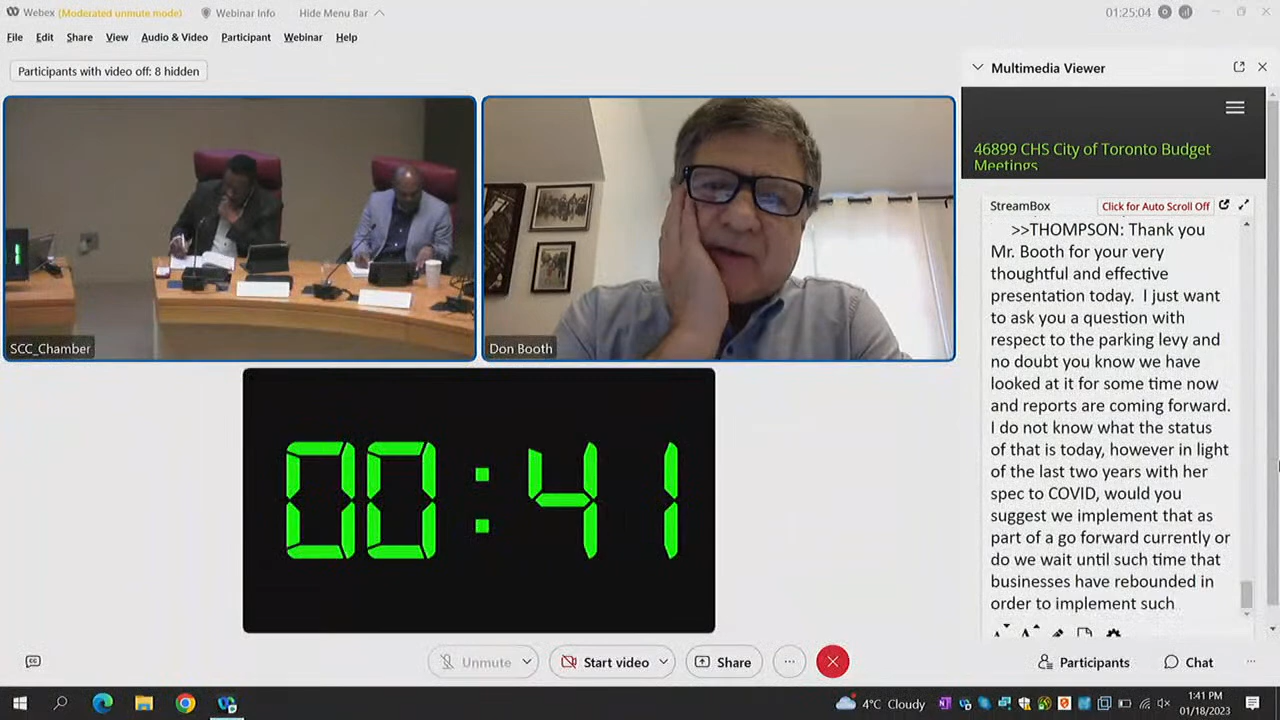 Webex (Moderated unmute mode) Webinar Info Hide Menu Bar
01:25:04
File Edit Share View Audio & Video Participant Webinar Help
Participants with video off: 8 hidden
SCC_Chamber
Don Booth
00:41
Multimedia Viewer
46899 CHS City of Toronto Budget
Meetings
StreamBox Click for Auto Scroll Off
>>THOMPSON: Thank you
Mr. Booth for your very
thoughtful and effective
presentation today. I just want
to ask you a question with
respect to the parking levy and
no doubt you know we have
looked at it for some time now
and reports are coming forward.
I do not know what the status
of that is today, however in light
of the last two years with her
spec to COVID, would you
suggest we implement that as
part of a go forward currently or
do we wait until such time that
businesses have rebounded in
order to implement such
Unmute Start video Share
Participants Chat
4°C Cloudy
1:41 PM
01/18/2023